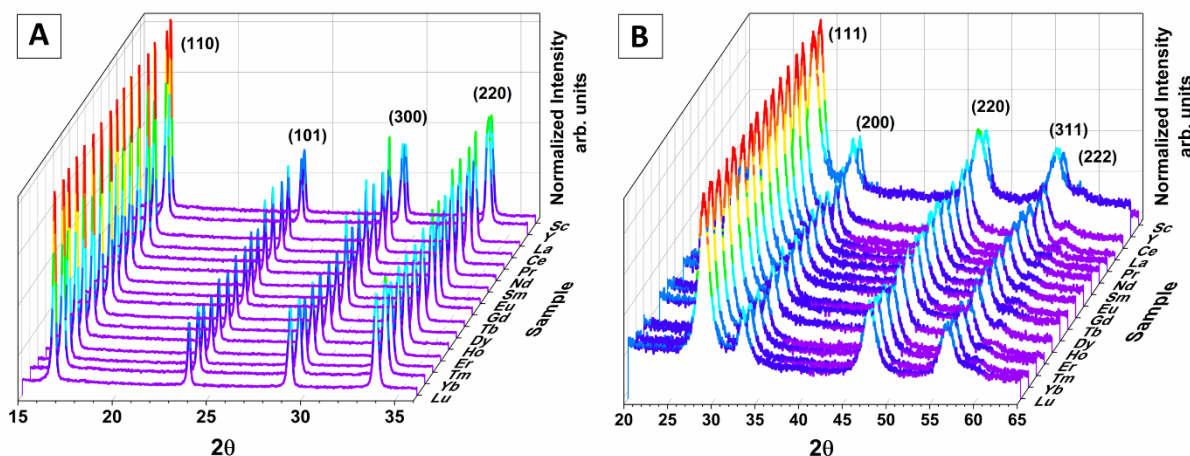 A
(110)
(101)
(300)
(220)
Normalized Intensity
arb. units
Sc
Y
La
Ce
Pr
Nd
Sm
Eu
Gd
Tb
Dy
Ho
Er
Tm
Yb
Lu
Sample
15 20 25 30 35
2θ
B
(111)
(200)
(220)
(311)
(222)
Normalized Intensity
arb. units
Sc
Y
Ce
La
Pr
Nd
Sm
Eu
Gd
Tb
Dy
Ho
Er
Tm
Yb
Lu
Sample
20 25 30 35 40 45 50 55 60 65
2θ